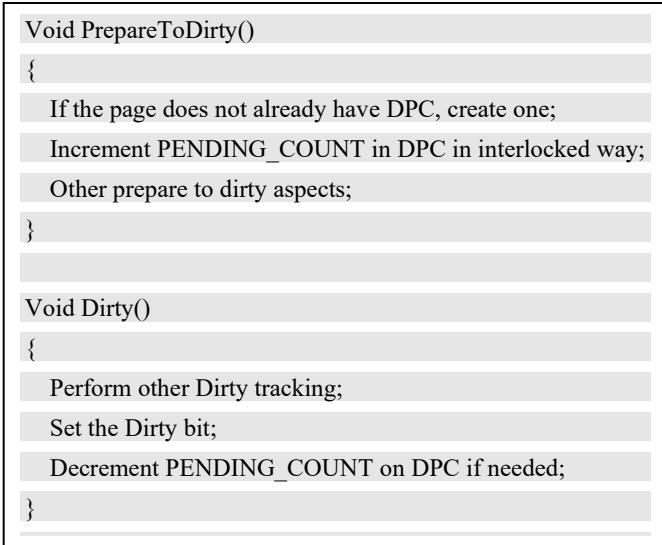 Void PrepareToDirty()
{
If the page does not already have DPC, create one;
Increment PENDING_COUNT in DPC in interlocked way;
Other prepare to dirty aspects;
}
Void Dirty()
{
Perform other Dirty tracking;
Set the Dirty bit;
Decrement PENDING_COUNT on DPC if needed;
}